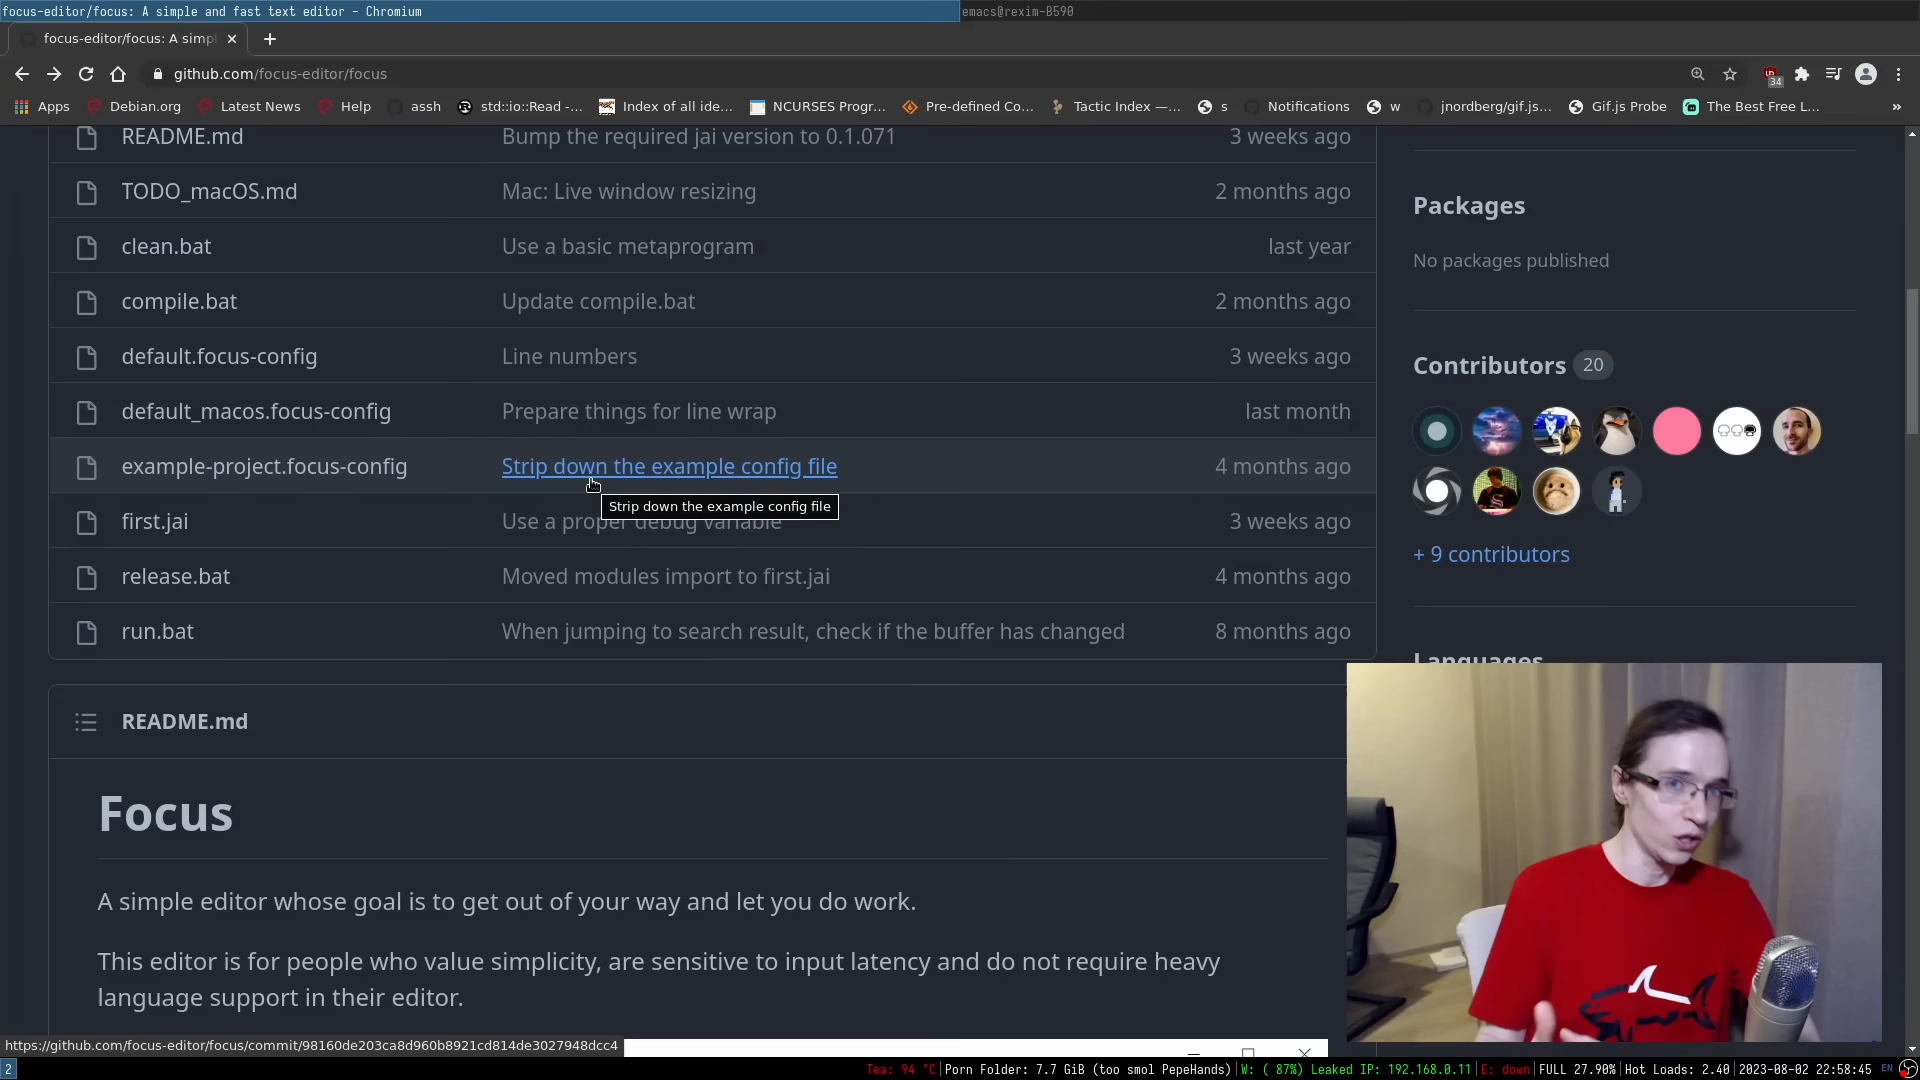 focus-editor/focus: A simple and fast text editor - Chromium
emacs@rexim-B590
focus-editor/focus: A simpl
github.com/focus-editor/focus
34
Apps
Debian.org
Latest News
Help
assh
std::io::Read -...
Index of all ide...
NCURSES Progr...
Pre-defined Co...
Tactic Index —...
s
Notifications
w
jnordberg/gif.js...
Gif.js Probe
The Best Free L...
»
README.md
Bump the required jai version to 0.1.071
3 weeks ago
TODO_macOS.md
Mac: Live window resizing
2 months ago
clean.bat
Use a basic metaprogram
last year
compile.bat
Update compile.bat
2 months ago
default.focus-config
Line numbers
3 weeks ago
default_macos.focus-config
Prepare things for line wrap
last month
example-project.focus-config
Strip down the example config file
4 months ago
Strip down the example config file
first.jai
Use a proper debug variable
3 weeks ago
release.bat
Moved modules import to first.jai
4 months ago
run.bat
When jumping to search result, check if the buffer has changed
8 months ago
Packages
No packages published
Contributors 20
+ 9 contributors
Languages
README.md
Focus
A simple editor whose goal is to get out of your way and let you do work.
This editor is for people who value simplicity, are sensitive to input latency and do not require heavy
language support in their editor.
https://github.com/focus-editor/focus/commit/98160de203ca8d960b8921cd814de3027948dcc4
2
Tea: 94 °C|Porn Folder: 7.7 GiB (too smol PepeHands)|W: ( 87%) Leaked IP: 192.168.0.11|E: down|FULL 27.90%|Hot Loads: 2.40|2023-08-02 22:58:45
EN